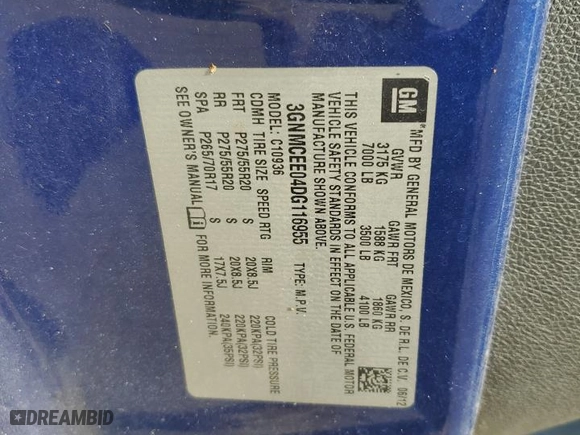 GM
MFD BY GENERAL MOTORS DE MEXICO, S. DE R.L. DE C.V. 06/12
GVWR GAWR FRT GAWR RR
3175 KG 1588 KG 1860 KG
7000 LB 3500 LB 4100 LB
THIS VEHICLE CONFORMS TO ALL APPLICABLE U.S. FEDERAL MOTOR
VEHICLE SAFETY STANDARDS IN EFFECT ON THE DATE OF
MANUFACTURE SHOWN ABOVE.
3GNMCEE04DG116955 TYPE: M.P.V.
MODEL: C10936
CDMH TIRE SIZE SPEED RTG RIM COLD TIRE PRESSURE
FRT P275/55R20 S 20X8.5J 220KPA(32PSI)
RR P275/55R20 S 20X8.5J 220KPA(32PSI)
SPA P265/70R17 S 17X7.5J 240KPA(35PSI)
SEE OWNER'S MANUAL i FOR MORE INFORMATION.
DREAMBID